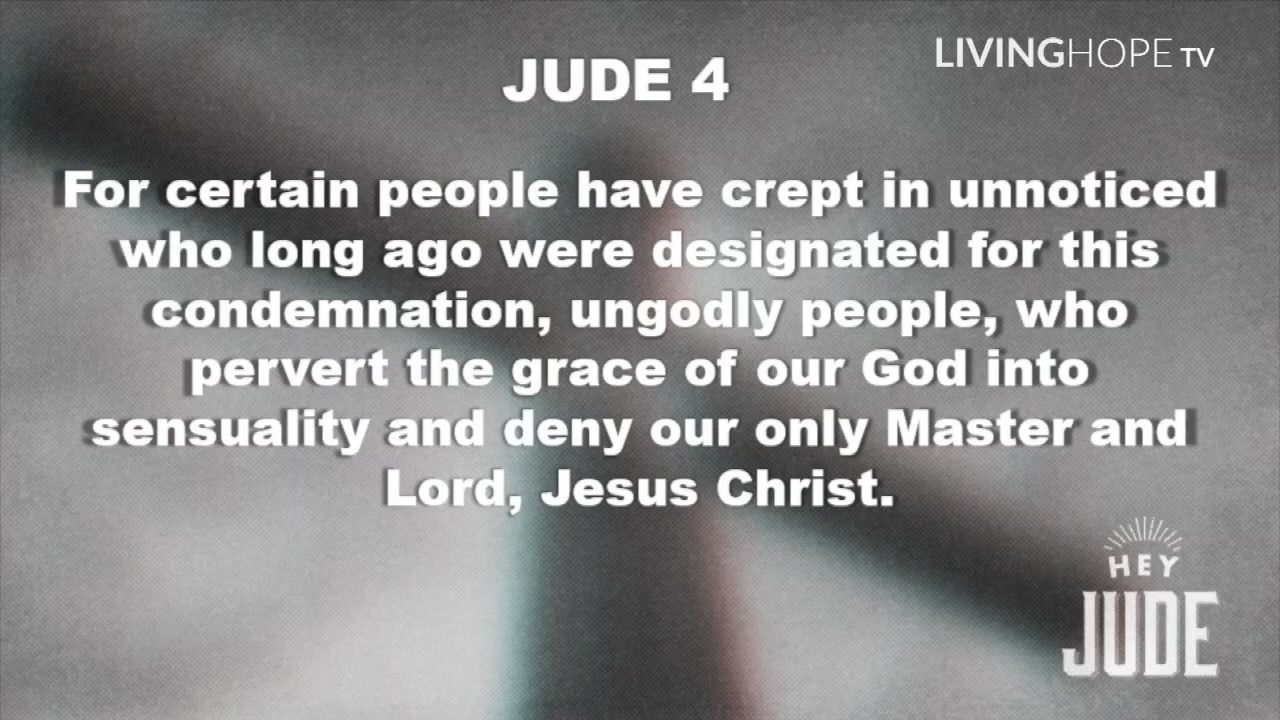 LIVINGHOPE TV
JUDE 4
For certain people have crept in unnoticed
who long ago were designated for this
condemnation, ungodly people, who
pervert the grace of our God into
sensuality and deny our only Master and
Lord, Jesus Christ.
HEY
JUDE